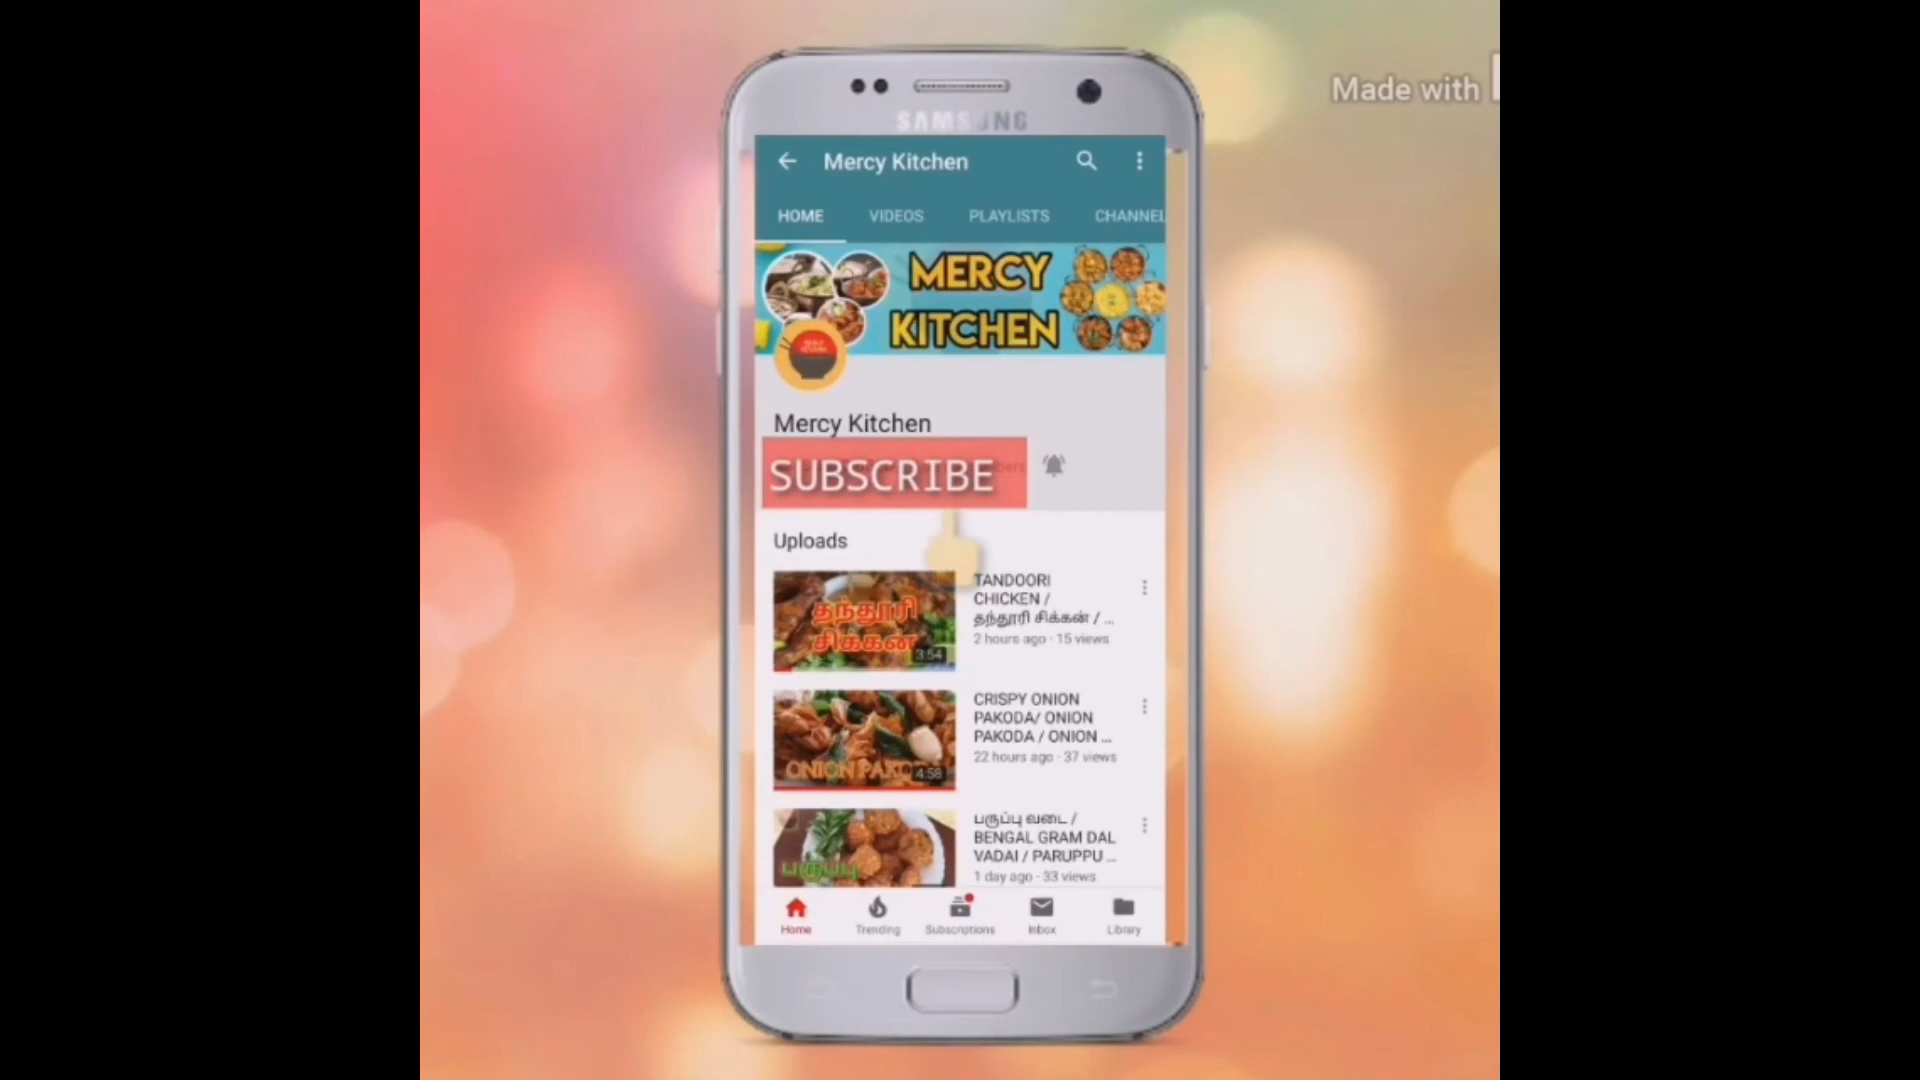 Made with
SAMSUNG
Mercy Kitchen
HOME VIDEOS PLAYLISTS CHANNEL
MERCY
KITCHEN
Mercy Kitchen
SUBSCRIBE
Uploads
தந்தூரி
சிக்கன்
3:54
TANDOORI
CHICKEN /
தந்தூரி சிக்கன் / ...
2 hours ago · 15 views
ONION
4:58
CRISPY ONION
PAKODA/ ONION
PAKODA / ONION ...
22 hours ago · 37 views
பருப்பு
பருப்பு வடை /
BENGAL GRAM DAL
VADAI / PARUPPU ...
1 day ago · 33 views
Home Trending Subscriptions Inbox Library